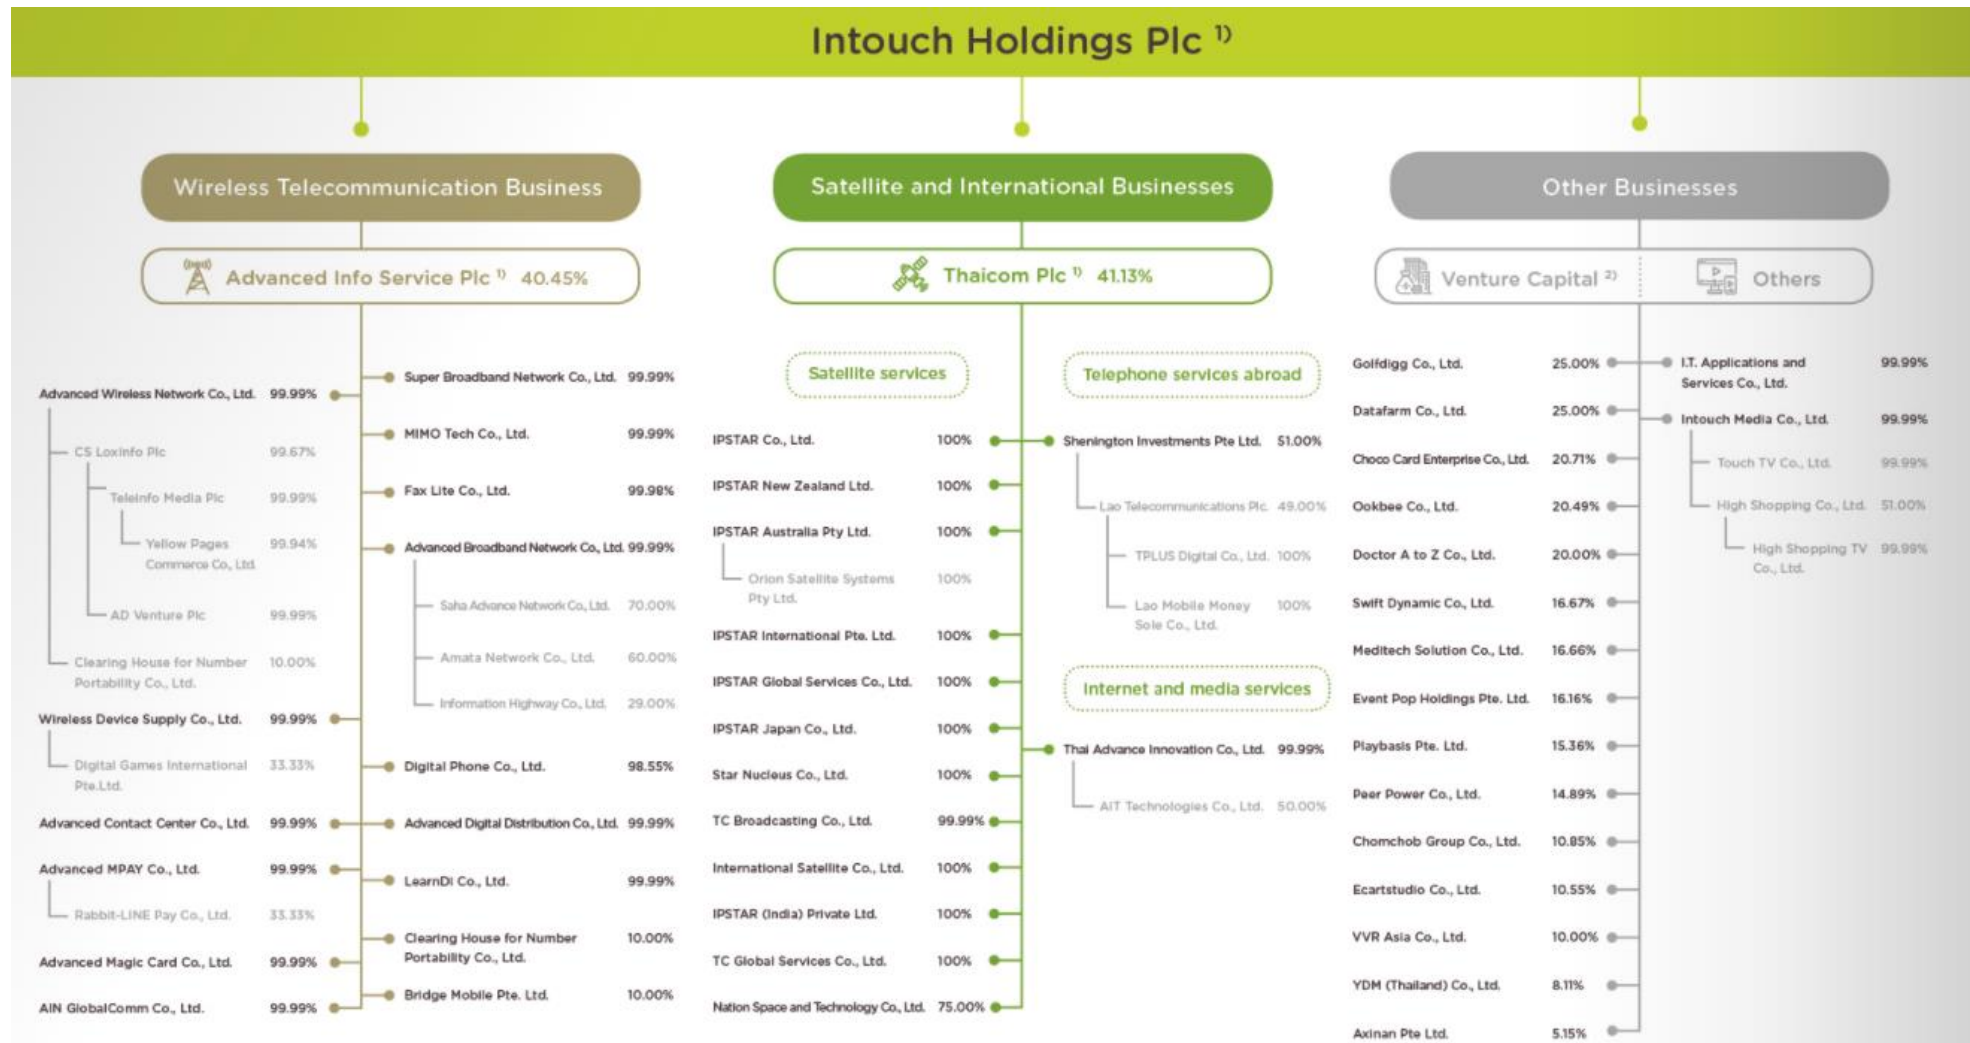 Intouch Holdings Plc 1)
Wireless Telecommunication Business
Advanced Info Service Plc 1) 40.45%
Advanced Wireless Network Co., Ltd. 99.99%
CS Loxinfo Plc 99.67%
Teleinfo Media Plc 99.99%
Yellow Pages 99.94%
Commerce Co., Ltd
AD Venture Plc 99.99%
Clearing House for Number 10.00%
Portability Co., Ltd.
Wireless Device Supply Co., Ltd. 99.99%
Digital Games International 33.33%
Pte.Ltd.
Advanced Contact Center Co., Ltd. 99.99%
Advanced MPAY Co., Ltd. 99.99%
Rabbit-LINE Pay Co., Ltd. 33.33%
Advanced Magic Card Co., Ltd. 99.99%
AIN GlobalComm Co., Ltd. 99.99%
Super Broadband Network Co., Ltd. 99.99%
MIMO Tech Co., Ltd. 99.99%
Fax Lite Co., Ltd. 99.98%
Advanced Broadband Network Co., Ltd. 99.99%
Saha Advance Network Co., Ltd. 70.00%
Amata Network Co., Ltd. 60.00%
Information Highway Co., Ltd. 29.00%
Digital Phone Co., Ltd. 98.55%
Advanced Digital Distribution Co., Ltd. 99.99%
LearnDi Co., Ltd. 99.99%
Clearing House for Number 10.00%
Portability Co., Ltd.
Bridge Mobile Pte. Ltd. 10.00%
Satellite and International Businesses
Thaicom Plc 1) 41.13%
Satellite services
IPSTAR Co., Ltd. 100%
IPSTAR New Zealand Ltd. 100%
IPSTAR Australia Pty Ltd. 100%
Orion Satellite Systems 100%
Pty Ltd.
IPSTAR International Pte. Ltd. 100%
IPSTAR Global Services Co., Ltd. 100%
IPSTAR Japan Co., Ltd. 100%
Star Nucleus Co., Ltd. 100%
TC Broadcasting Co., Ltd. 99.99%
International Satellite Co., Ltd. 100%
IPSTAR (India) Private Ltd. 100%
TC Global Services Co., Ltd. 100%
Nation Space and Technology Co., Ltd. 75.00%
Telephone services abroad
Shenington Investments Pte Ltd. 51.00%
Lao Telecommunications Plc. 49.00%
TPLUS Digital Co., Ltd. 100%
Lao Mobile Money 100%
Sole Co., Ltd.
Internet and media services
Thai Advance Innovation Co., Ltd. 99.99%
AIT Technologies Co., Ltd. 50.00%
Other Businesses
Venture Capital 2)
Others
Golfdigg Co., Ltd. 25.00%
Datafarm Co., Ltd. 25.00%
Choco Card Enterprise Co., Ltd. 20.71%
Ookbee Co., Ltd. 20.49%
Doctor A to Z Co., Ltd. 20.00%
Swift Dynamic Co., Ltd. 16.67%
Meditech Solution Co., Ltd. 16.66%
Event Pop Holdings Pte. Ltd. 16.16%
Playbasis Pte. Ltd. 15.36%
Peer Power Co., Ltd. 14.89%
Chomchob Group Co., Ltd. 10.85%
Ecartstudio Co., Ltd. 10.55%
VVR Asia Co., Ltd. 10.00%
YDM (Thailand) Co., Ltd. 8.11%
Axinan Pte Ltd. 5.15%
I.T. Applications and 99.99%
Services Co., Ltd.
Intouch Media Co., Ltd. 99.99%
Touch TV Co., Ltd. 99.99%
High Shopping Co., Ltd. 51.00%
High Shopping TV 99.99%
Co., Ltd.